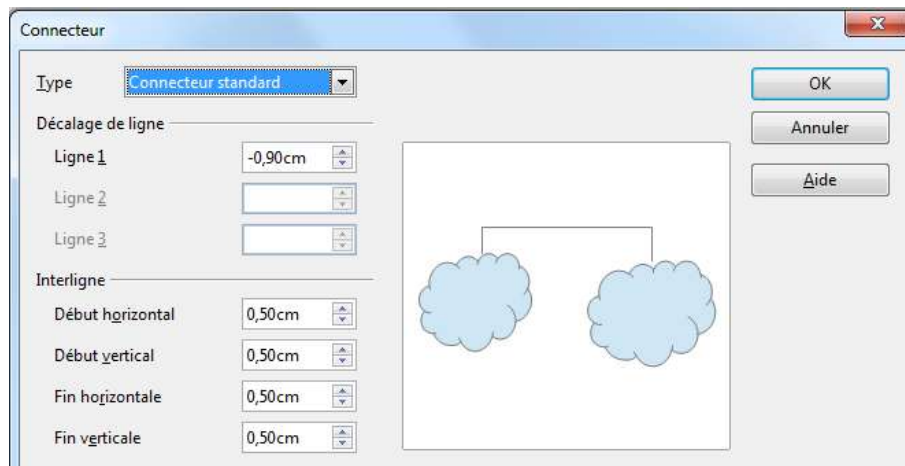 Connecteur
Type Connecteur standard
OK
Décalage de ligne
Annuler
Ligne 1 -0,90cm
Aide
Ligne 2
Ligne 3
Interligne
Début horizontal 0,50cm
Début vertical 0,50cm
Fin horizontale 0,50cm
Fin verticale 0,50cm